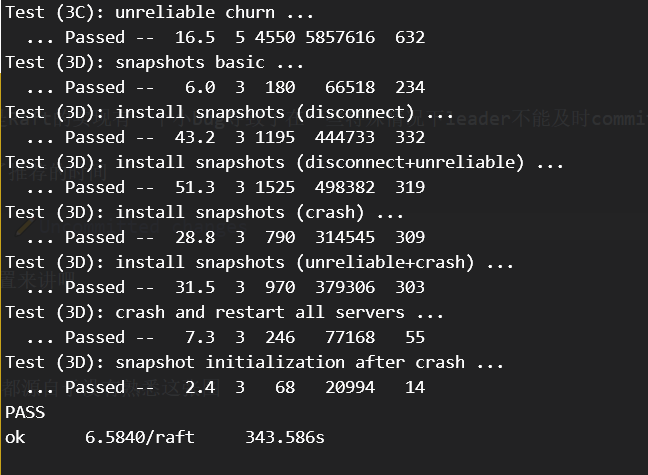 Test (3C): unreliable churn ...
... Passed -- 16.5 5 4550 5857616 632
Test (3D): snapshots basic ...
... Passed -- 6.0 3 180 66518 234
Test (3D): install snapshots (disconnect) ...
... Passed -- 43.2 3 1195 444733 332
Test (3D): install snapshots (disconnect+unreliable) ...
... Passed -- 51.3 3 1525 498382 319
Test (3D): install snapshots (crash) ...
... Passed -- 28.8 3 790 314545 309
Test (3D): install snapshots (unreliable+crash) ...
... Passed -- 31.5 3 970 379306 303
Test (3D): crash and restart all servers ...
... Passed -- 7.3 3 246 77168 55
Test (3D): snapshot initialization after crash ...
... Passed -- 2.4 3 68 20994 14
PASS
ok 6.5840/raft 343.586s